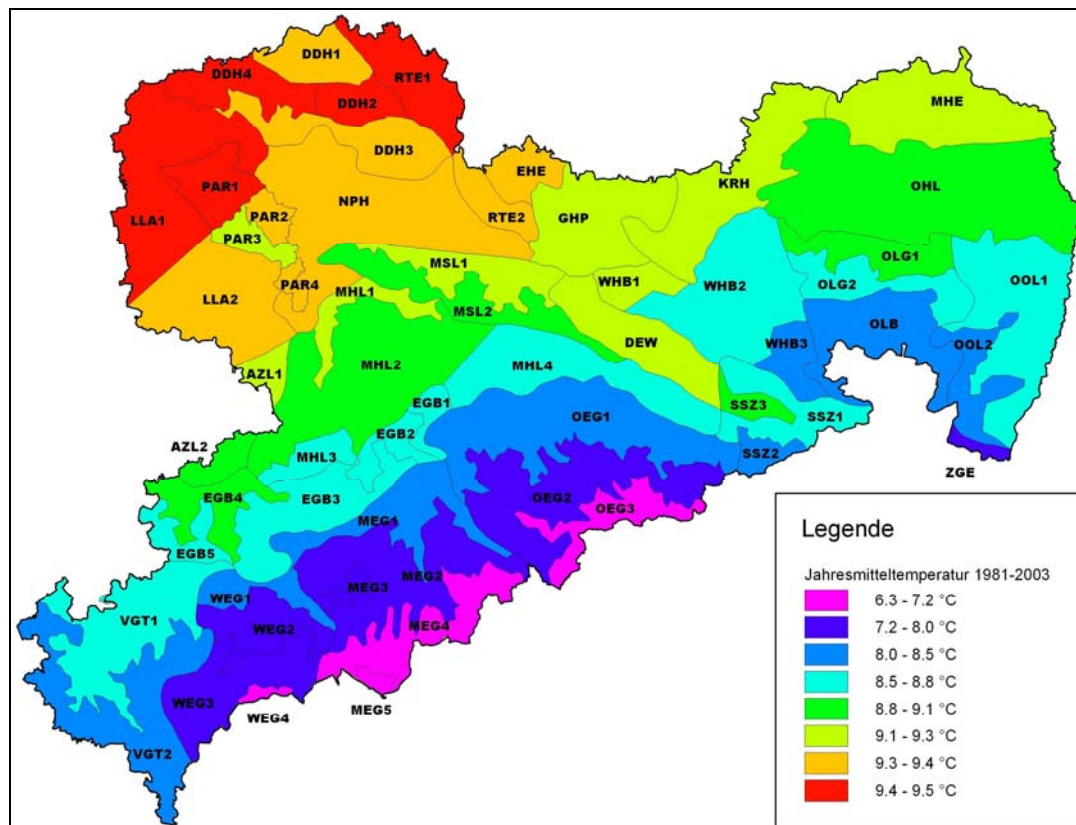 DDH1
DDH4
RTE1
DDH2
MHE
DDH3
EHE
PAR1
KRH
OHL
NPH
LLA1
PAR2
RTE2
GHP
PAR3
OLG1
MSL1
PAR4
WHB1
OOL1
LLA2
MHL1
WHB2
OLG2
MSL2
OLB
DEW
WHB3
OOL2
MHL2
MHL4
AZL1
EGB1
SSZ3
SSZ1
OEG1
EGB2
AZL2
MHL3
SSZ2
ZGE
EGB3
EGB4
OEG2
OEG3
MEG1
EGB5
MEG2
MEG3
WEG1
VGT1
MEG4
WEG2
WEG3
MEG5
WEG4
VGT2
Legende
Jahresmitteltemperatur 1981-2003
6.3 - 7.2 °C
7.2 - 8.0 °C
8.0 - 8.5 °C
8.5 - 8.8 °C
8.8 - 9.1 °C
9.1 - 9.3 °C
9.3 - 9.4 °C
9.4 - 9.5 °C